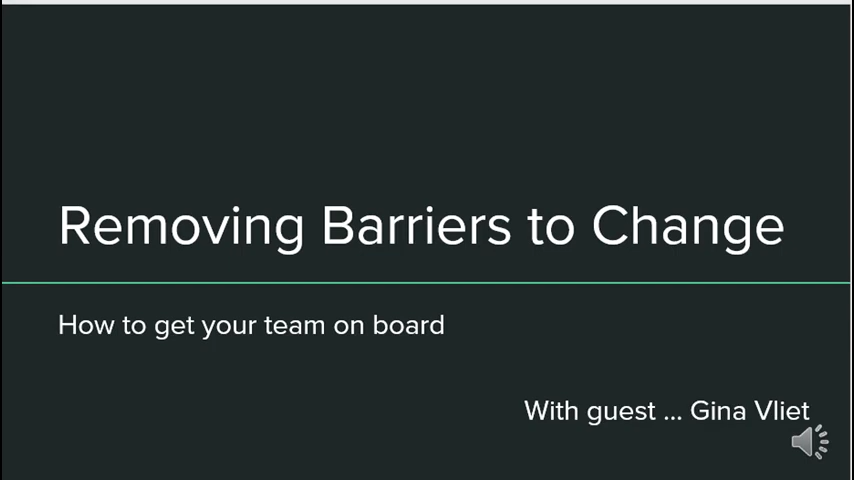 Removing Barriers to Change
How to get your team on board
With guest ... Gina Vliet